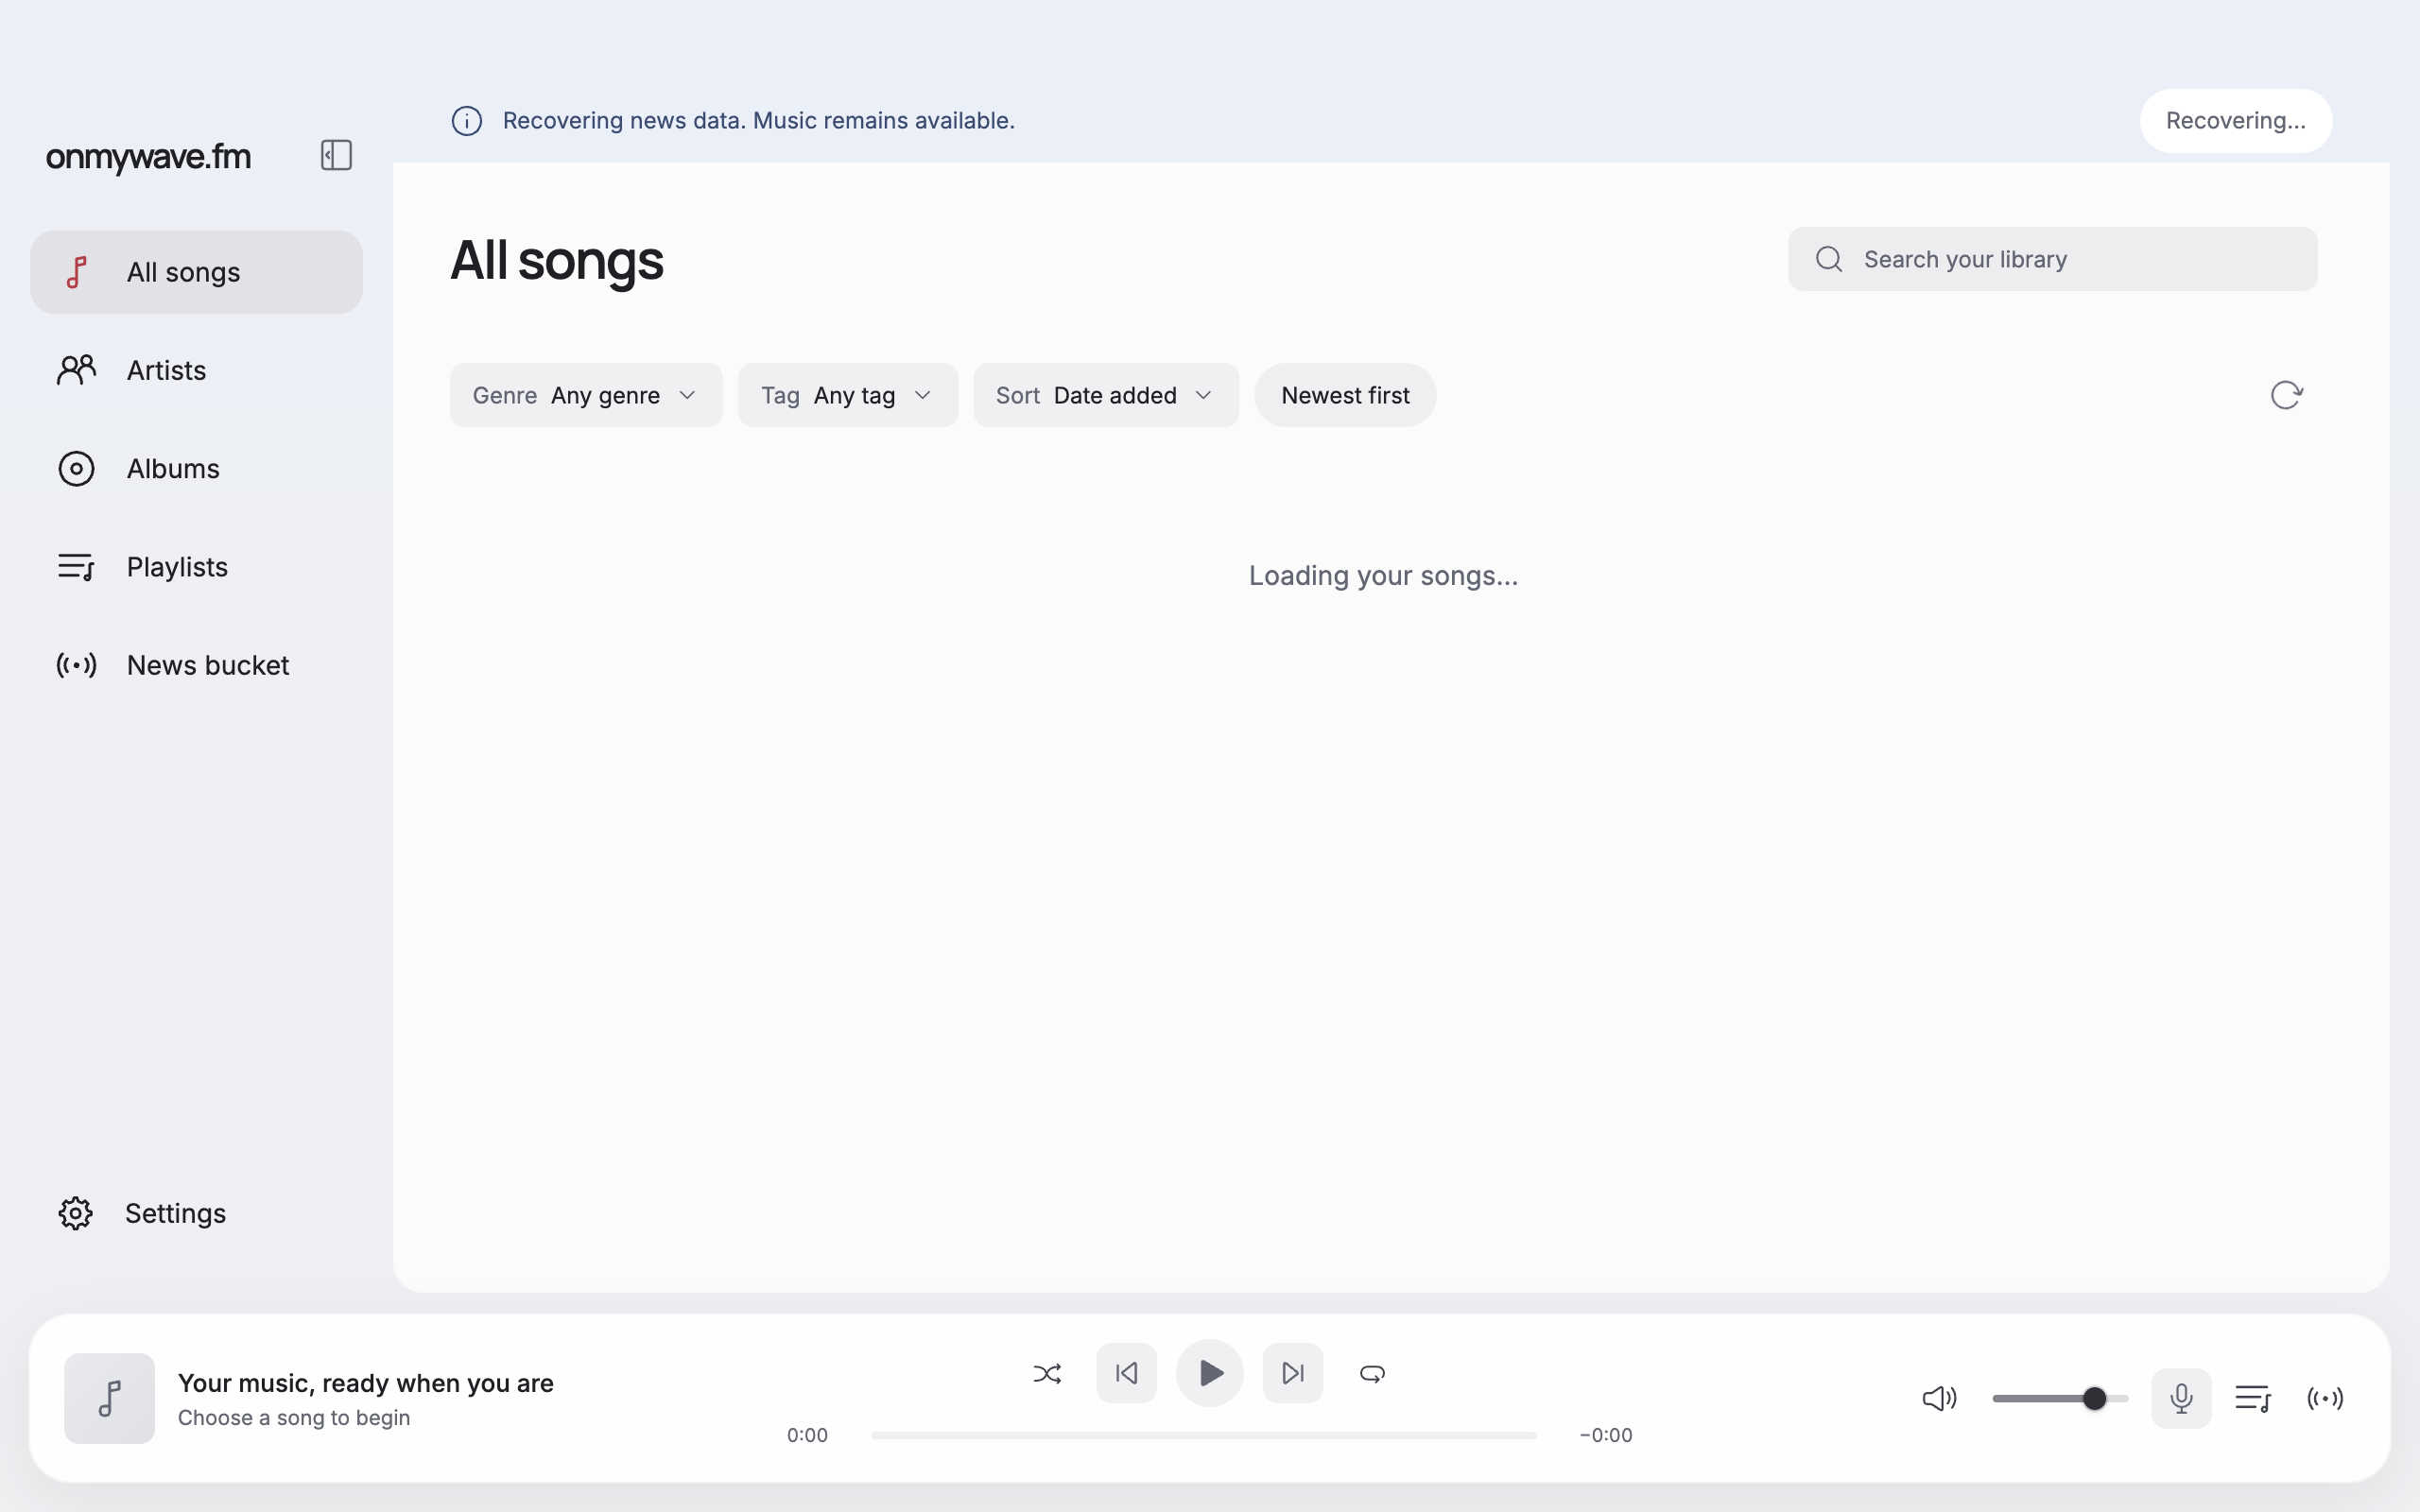 Recovering news data. Music remains available.
Recovering...
onmywave.fm
All songs
Artists
Albums
Playlists
News bucket
Settings
All songs
Search your library
Genre Any genre
Tag Any tag
Sort Date added
Newest first
Loading your songs...
Your music, ready when you are
Choose a song to begin
0:00
−0:00